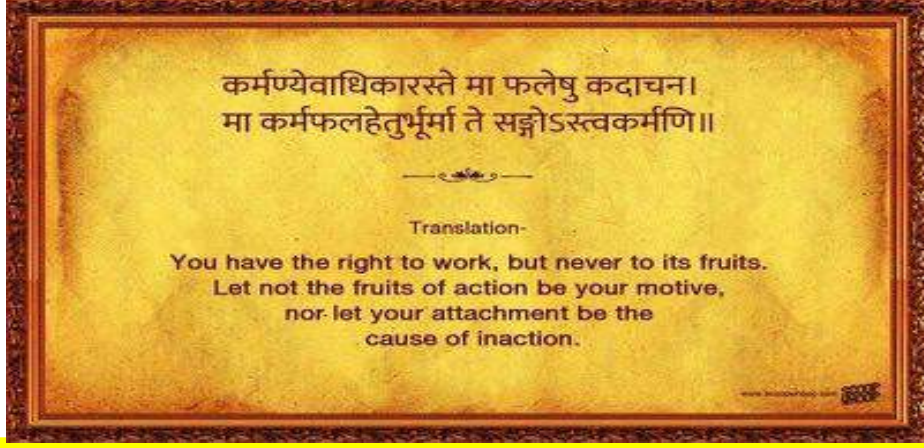 कर्मण्येवाधिकारस्ते मा फलेषु कदाचन।
मा कर्मफलहेतुर्भूर्मा ते सङ्गोऽस्त्वकर्मणि॥
Translation-
You have the right to work, but never to its fruits.
Let not the fruits of action be your motive,
nor let your attachment be the
cause of inaction.